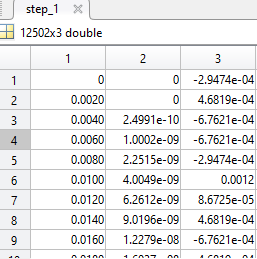 step_1
12502x3 double
1 2 3
1 0 0 -2.9474e-04
2 0.0020 0 4.6819e-04
3 0.0040 2.4991e-10 -6.7621e-04
4 0.0060 1.0002e-09 -6.7621e-04
5 0.0080 2.2515e-09 -2.9474e-04
6 0.0100 4.0049e-09 0.0012
7 0.0120 6.2612e-09 8.6725e-05
8 0.0140 9.0196e-09 4.6819e-04
9 0.0160 1.2279e-08 -6.7621e-04